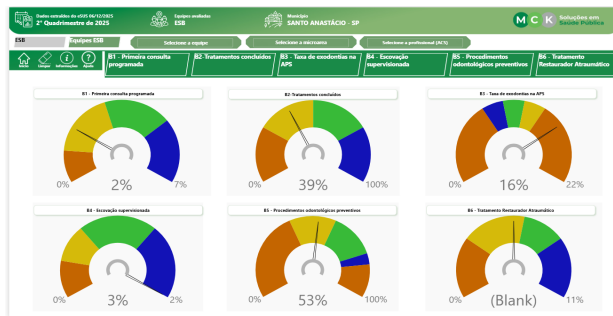 Dados extraídos do eSUS 06/12/2025
2° Quadrimestre de 2025
Equipes avaliadas
ESB
Município
SANTO ANASTÁCIO - SP
M C K Soluções em
Saúde Pública
ESB
Equipes ESB
Selecione a equipe
Selecione a microarea
Selecione a profissional (ACS)
Início
Limpar
Informações
Ajuda
B1 - Primeira consulta
programada
B2-Tratamentos concluídos
B3 - Taxa de exodontias na
APS
B4 - Escovação
supervisionada
B5 - Procedimentos
odontológicos preventivos
B6 - Tratamento
Restaurador Atraumático
B1 - Primeira consulta programada
0%
2%
7%
B2-Tratamentos concluídos
0%
39%
100%
B3 - Taxa de exodontias na APS
0%
16%
22%
B4 - Escovação supervisionada
0%
3%
2%
B5 - Procedimentos odontológicos preventivos
0%
53%
100%
B6 - Tratamento Restaurador Atraumático
0%
(Blank)
11%